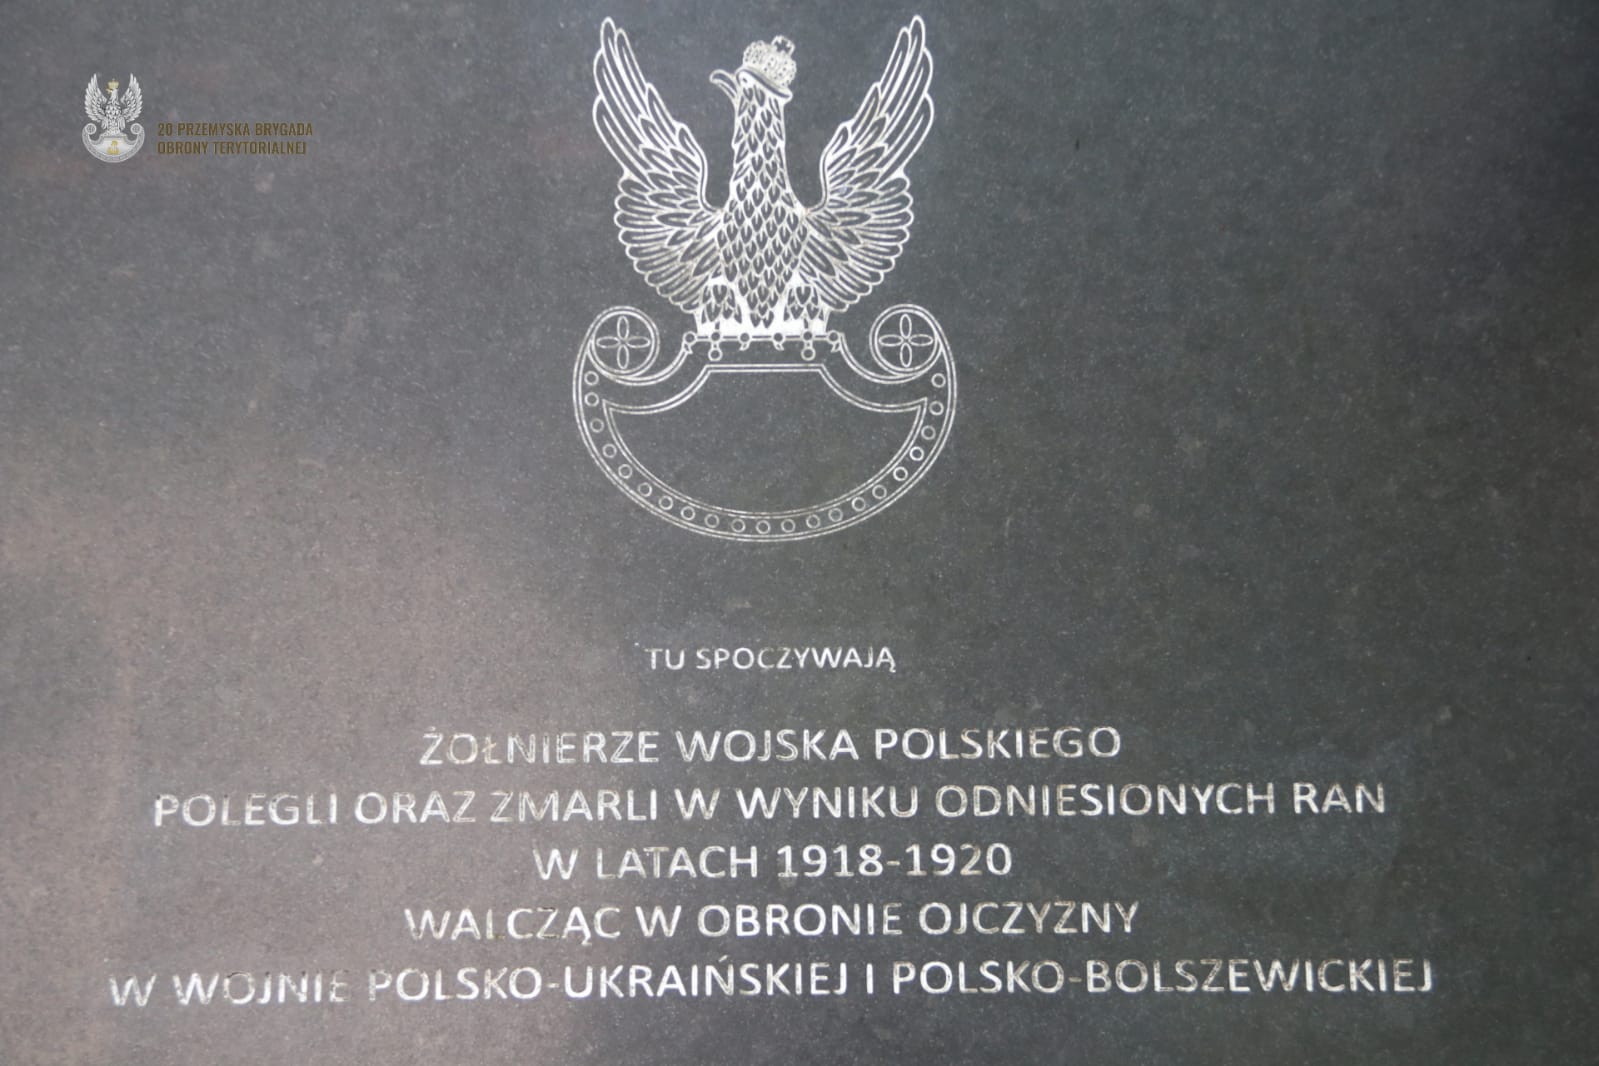 20 PRZEMYSKA BRYGADA
OBRONY TERYTORIALNEJ
TU SPOCZYWAJĄ
ŻOŁNIERZE WOJSKA POLSKIEGO
POLEGLI ORAZ ZMARLI W WYNIKU ODNIESIONYCH RAN
W LATACH 1918-1920
WALCZĄC W OBRONIE OJCZYZNY
W WOJNIE POLSKO-UKRAIŃSKIEJ I POLSKO-BOLSZEWICKIEJ